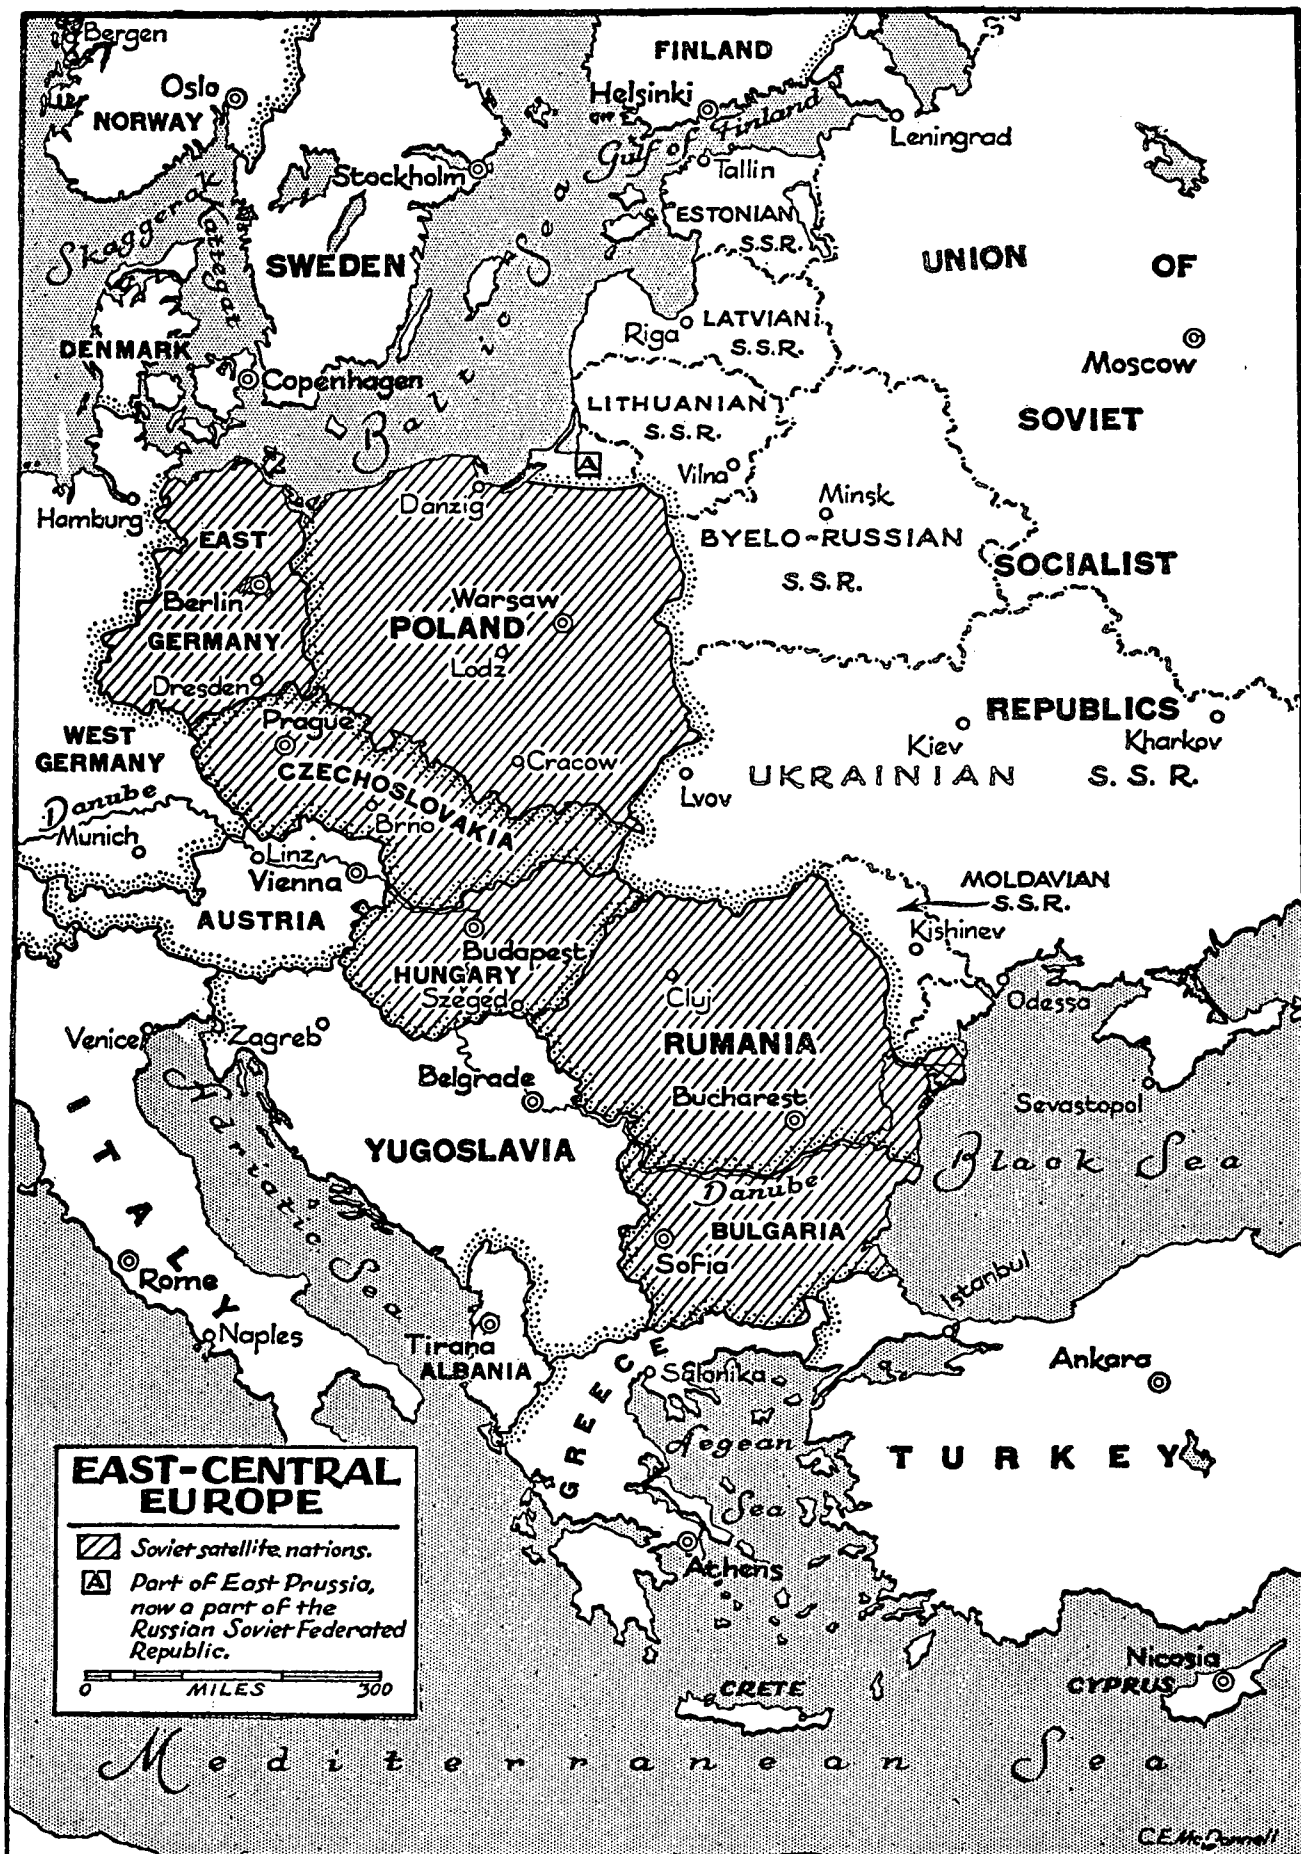 Bergen
Oslo
NORWAY
FINLAND
Helsinki
Gulf of Finland
Leningrad
Stockholm
Tallin
Skaggerak
Kattegat
SWEDEN
Baltic Sea
ESTONIAN
S.S.R.
UNION OF
DENMARK
Riga
LATVIAN
S.S.R.
Moscow
Copenhagen
LITHUANIAN
S.S.R.
SOVIET
A
Vilna
Hamburg
Danzig
Minsk
EAST
BYELO-RUSSIAN
S.S.R.
SOCIALIST
Berlin
GERMANY
Warsaw
POLAND
Lodz
Dresden
Prague
WEST
GERMANY
CZECHOSLOVAKIA
Cracow
REPUBLICS
Kiev
Kharkov
UKRAINIAN S.S.R.
Lvov
Danube
Munich
Brno
Linz
Vienna
AUSTRIA
MOLDAVIAN
S.S.R.
Kishinev
Budapest
HUNGARY
Szeged
Cluj
Odessa
Venice
Zagreb
RUMANIA
Belgrade
Bucharest
Sevastopol
ITALY
Adriatic Sea
YUGOSLAVIA
Black Sea
Danube
BULGARIA
Sofia
Rome
Istanbul
Naples
Tirana
ALBANIA
GREECE
Salonika
Ankara
Aegean
Sea
TURKEY
Athens
EAST-CENTRAL
EUROPE
Soviet satellite nations.
A Part of East Prussia,
now a part of the
Russian Soviet Federated
Republic.
0 MILES 300
CRETE
Nicosia
CYPRUS
Mediterranean Sea
C.E. McDonnell